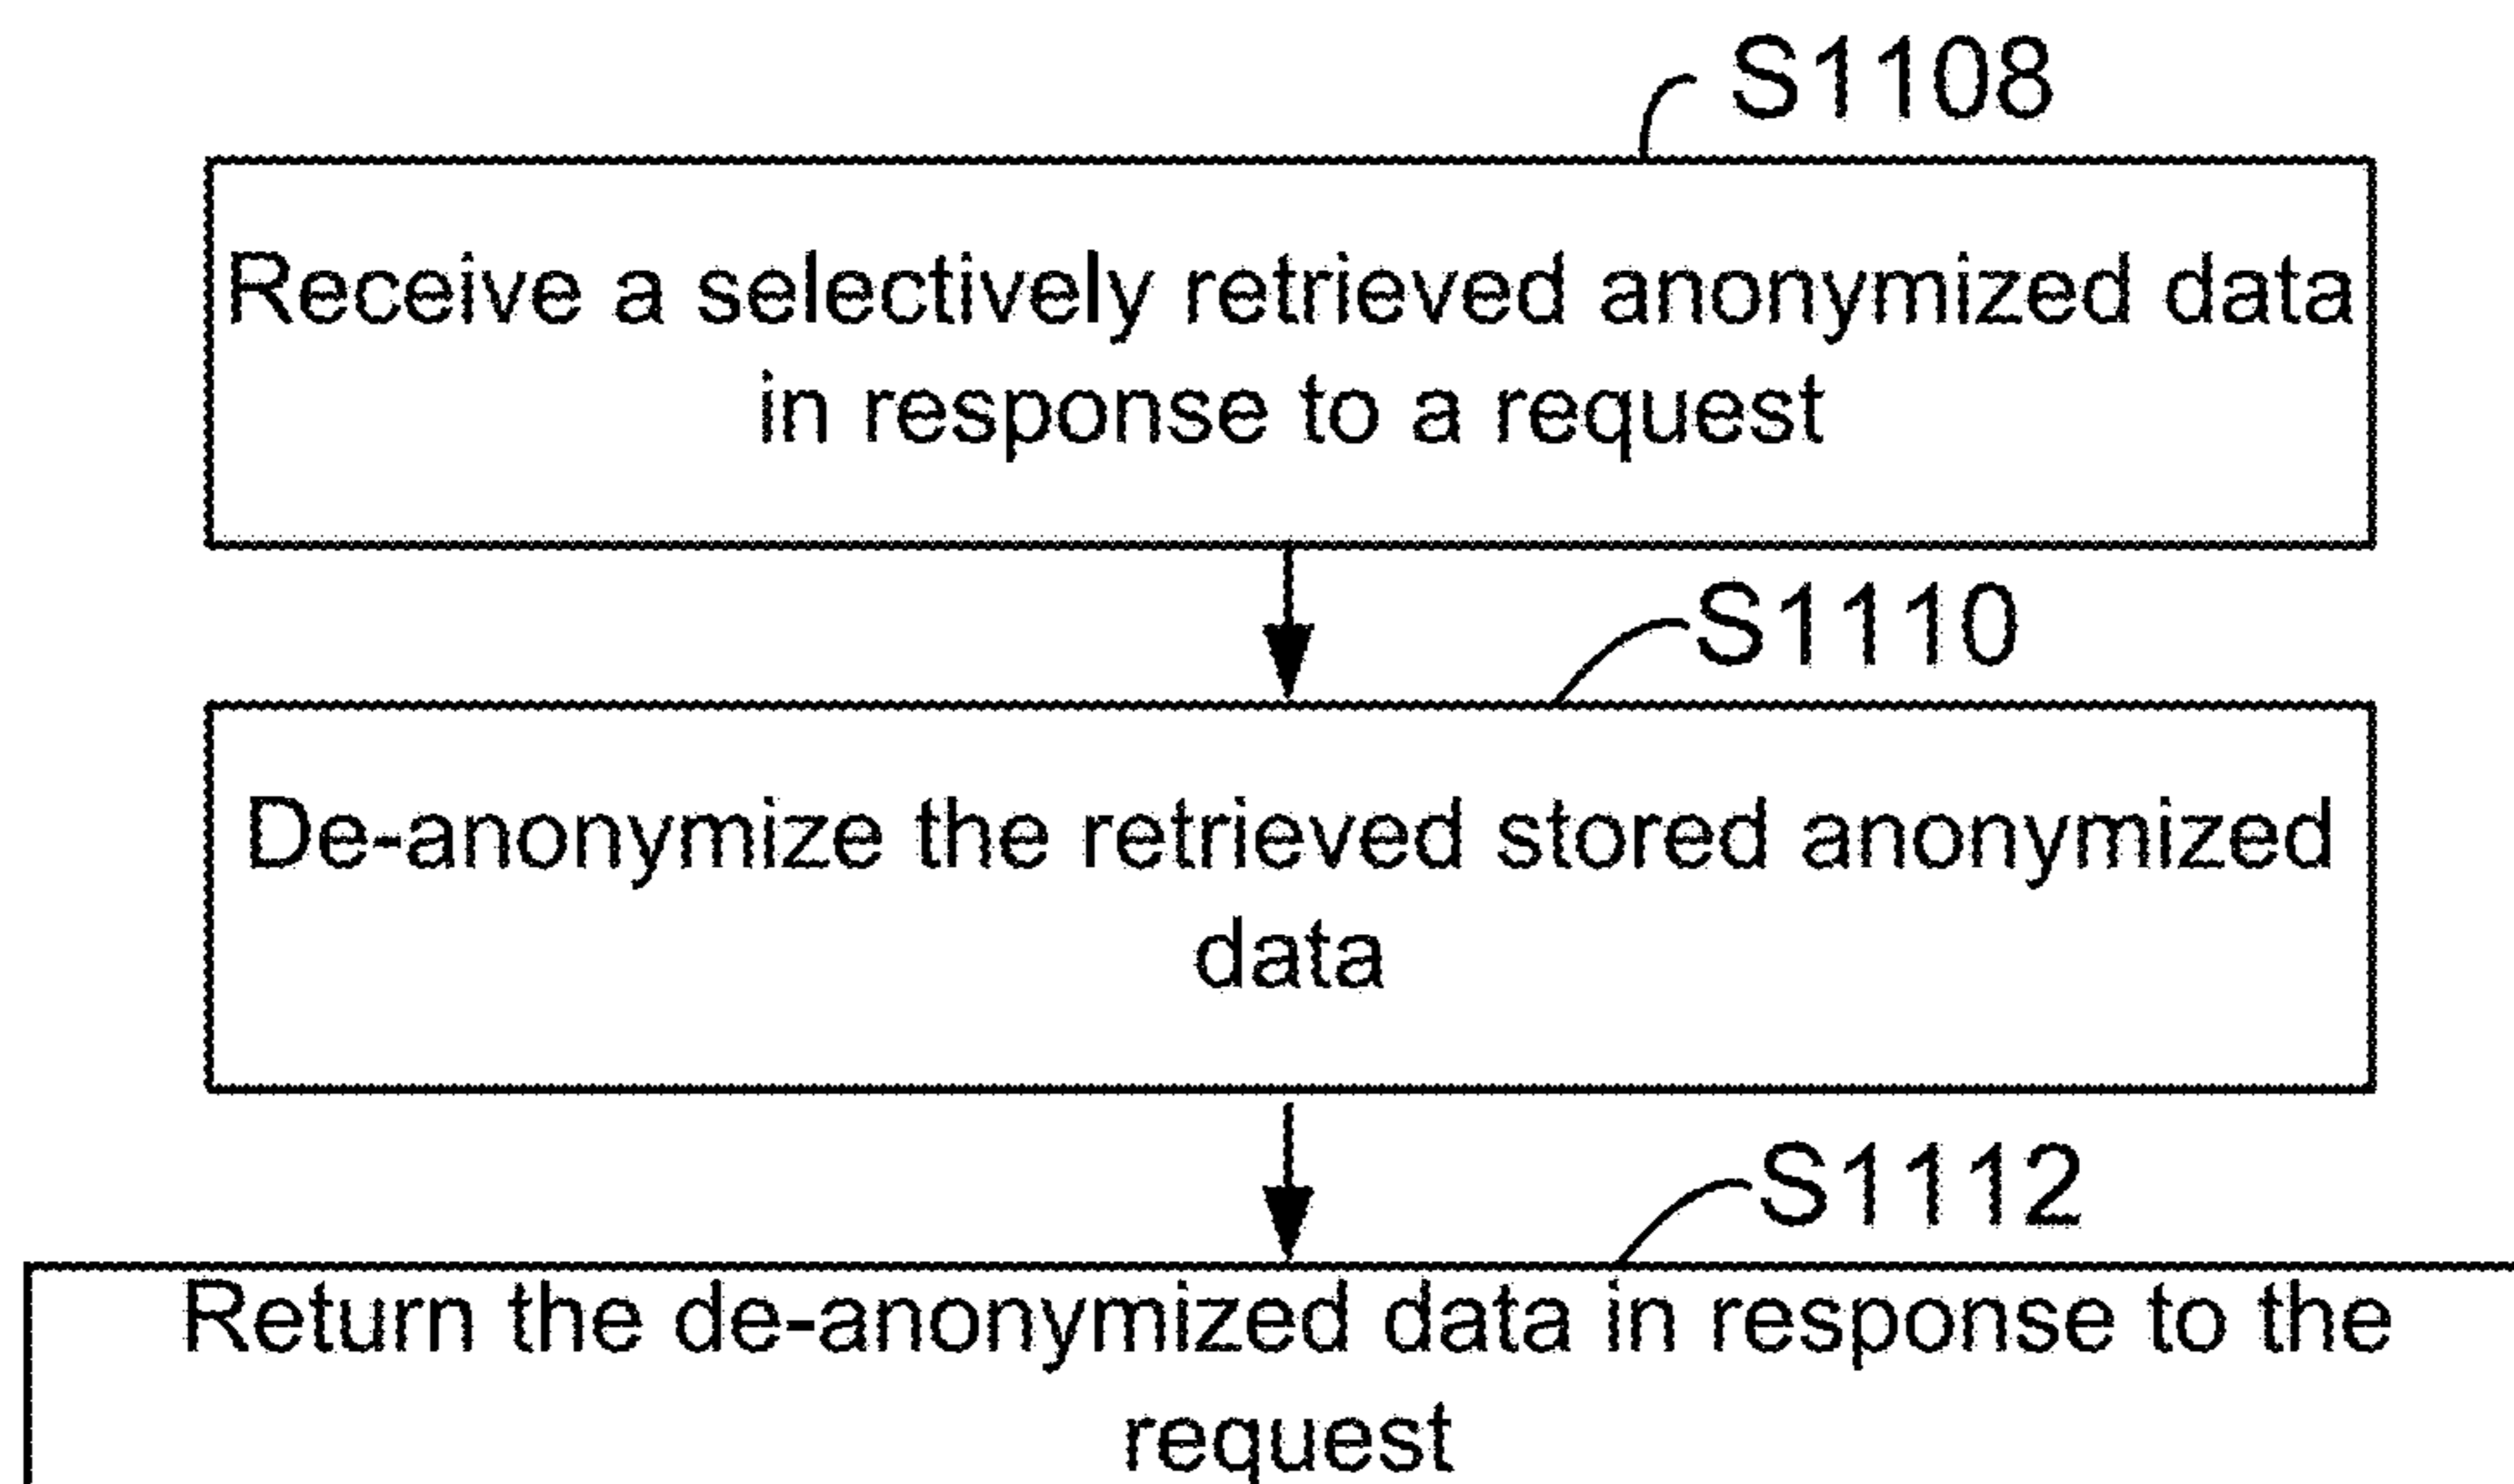 S1108
Receive a selectively retrieved anonymized data
in response to a request
S1110
De-anonymize the retrieved stored anonymized
data
S1112
Return the de-anonymized data in response to the
request